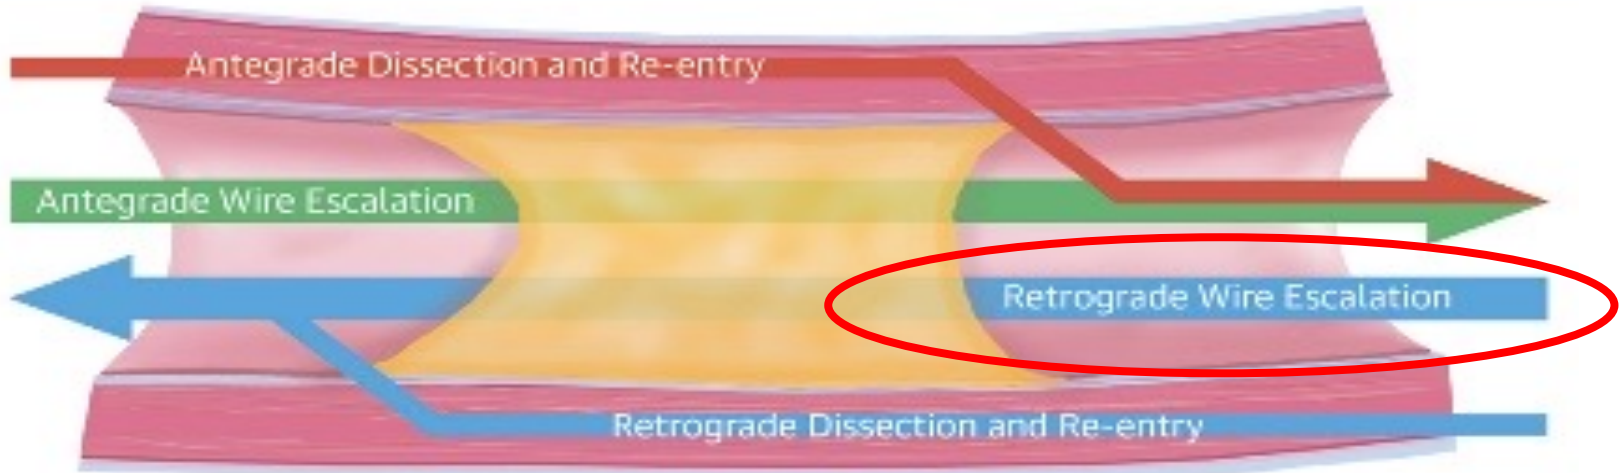 Antegrade Dissection and Re-entry
Antegrade Wire Escalation
Retrograde Wire Escalation
Retrograde Dissection and Re-entry